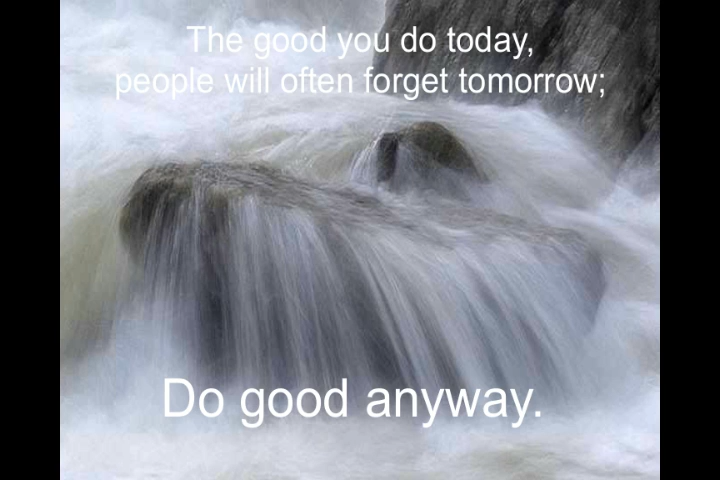 The good you do today,
people will often forget tomorrow;
Do good anyway.